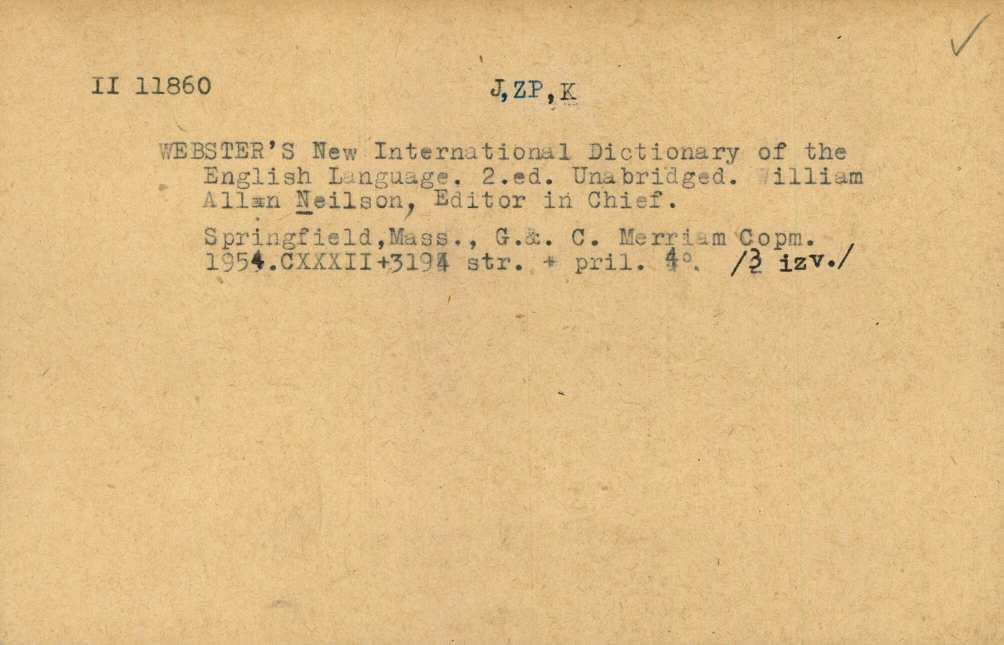 II 11860 J,ZP,K
WEBSTER'S New International Dictionary of the
English Language. 2.ed. Unabridged. William
Allan Neilson, Editor in Chief.
Springfield,Mass., G.&. C. Merriam Copm.
1954.CXXXII+3194 str. + pril. 4°. /3 izv./